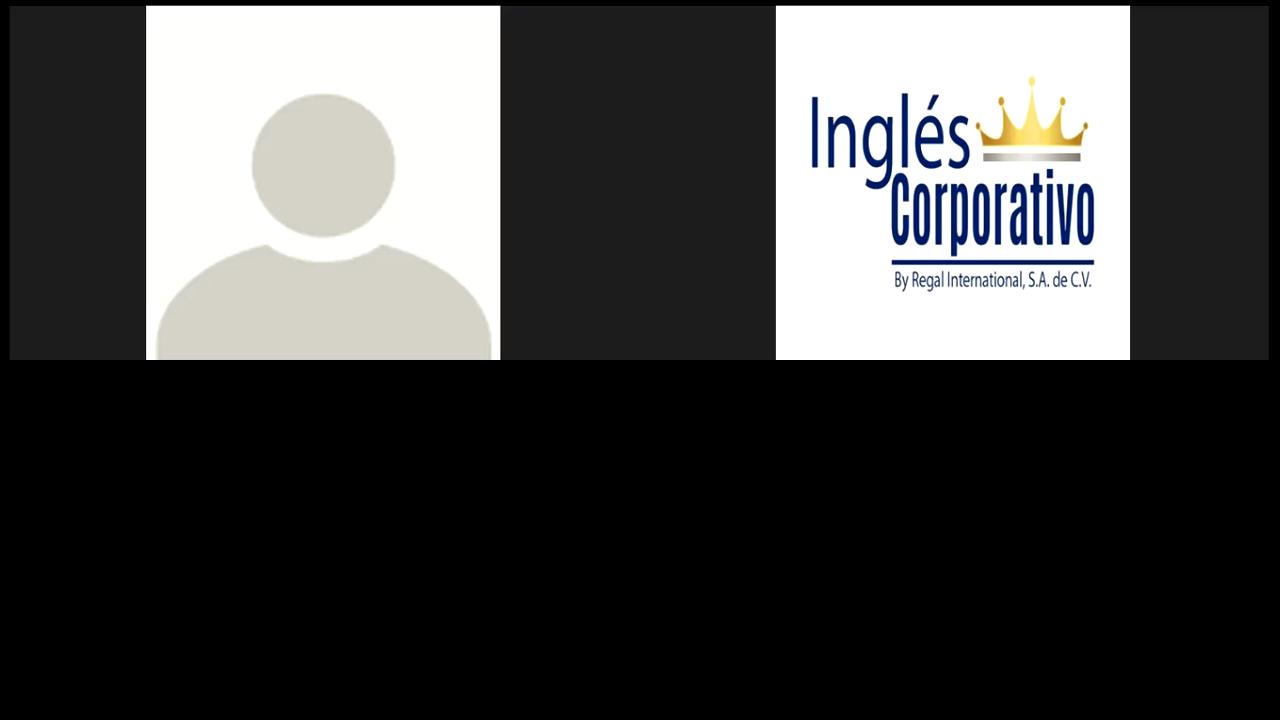 Inglés
Corporativo
By Regal International, S.A. de C.V.